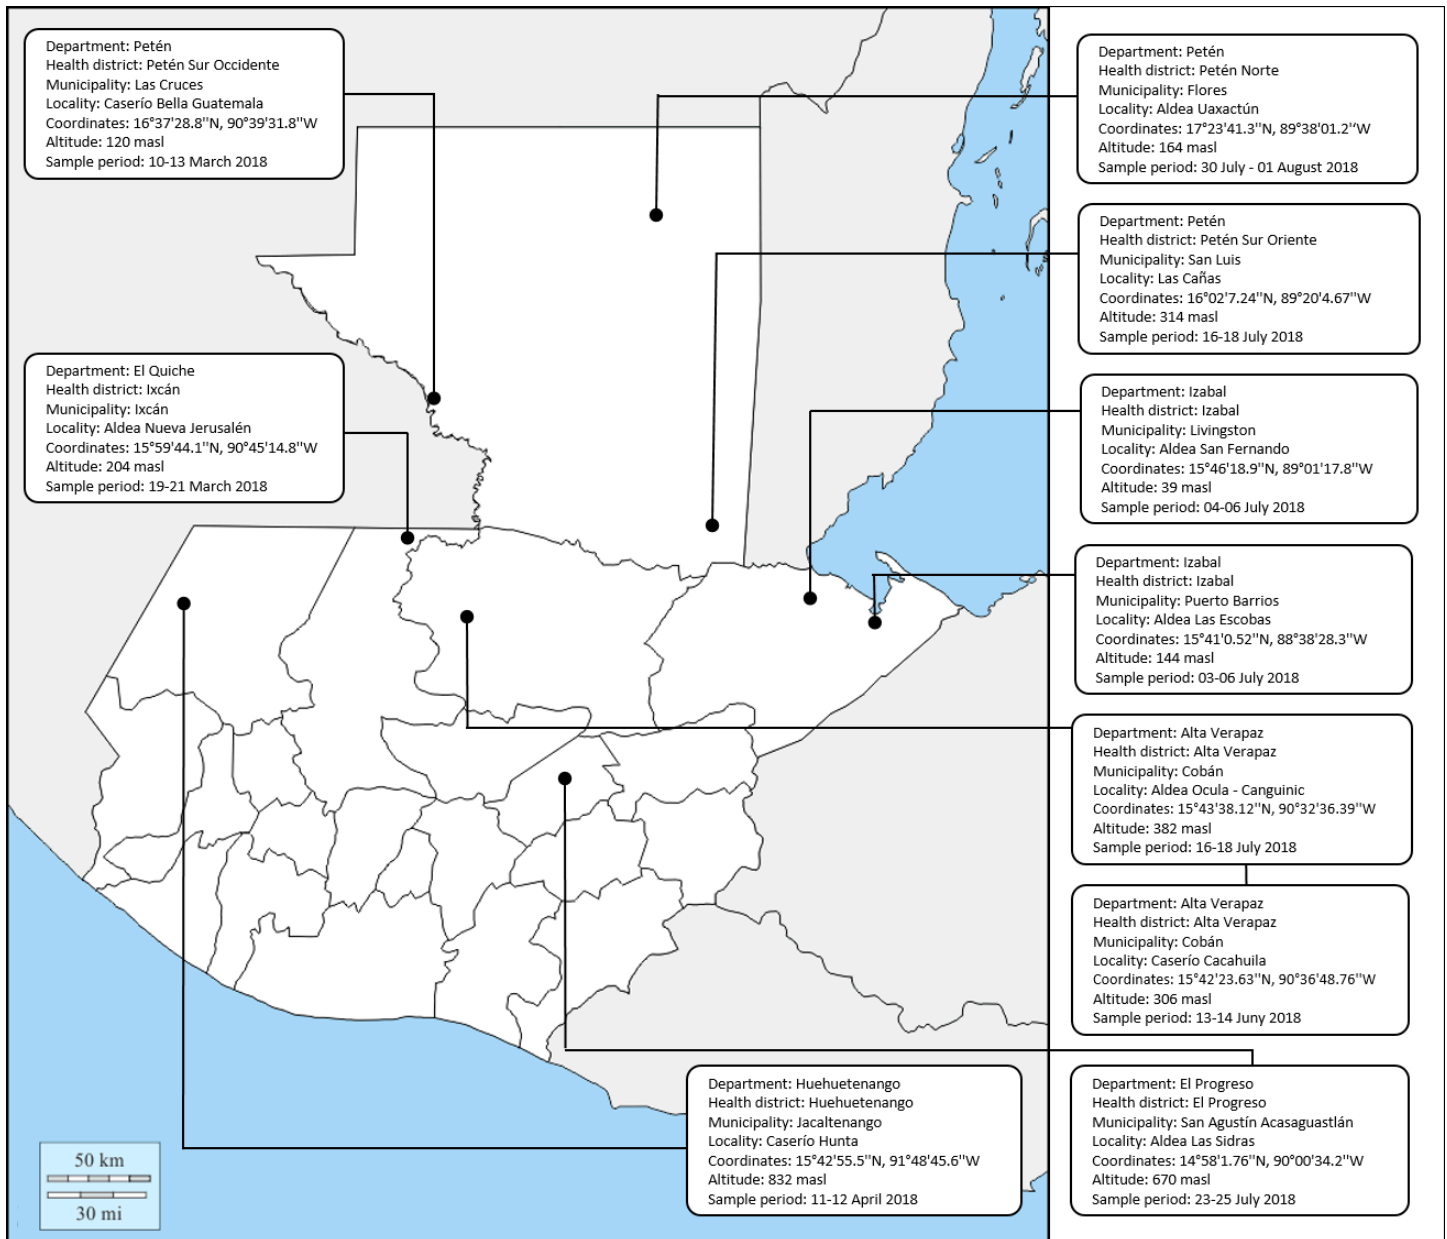 Department: Petén
Health district: Petén Sur Occidente
Municipality: Las Cruces
Locality: Caserío Bella Guatemala
Coordinates: 16°37'28.8''N, 90°39'31.8''W
Altitude: 120 masl
Sample period: 10-13 March 2018
Department: El Quiche
Health district: Ixcán
Municipality: Ixcán
Locality: Aldea Nueva Jerusalén
Coordinates: 15°59'44.1''N, 90°45'14.8''W
Altitude: 204 masl
Sample period: 19-21 March 2018
Department: Petén
Health district: Petén Norte
Municipality: Flores
Locality: Aldea Uaxactún
Coordinates: 17°23'41.3''N, 89°38'01.2'‘W
Altitude: 164 masl
Sample period: 30 July - 01 August 2018
Department: Petén
Health district: Petén Sur Oriente
Municipality: San Luis
Locality: Las Cañas
Coordinates: 16°02'7.24''N, 89°20'4.67''W
Altitude: 314 masl
Sample period: 16-18 July 2018
Department: Izabal
Health district: Izabal
Municipality: Livingston
Locality: Aldea San Fernando
Coordinates: 15°46'18.9''N, 89°01'17.8''W
Altitude: 39 masl
Sample period: 04-06 July 2018
Department: Izabal
Health district: Izabal
Municipality: Puerto Barrios
Locality: Aldea Las Escobas
Coordinates: 15°41'0.52''N, 88°38'28.3''W
Altitude: 144 masl
Sample period: 03-06 July 2018
Department: Alta Verapaz
Health district: Alta Verapaz
Municipality: Cobán
Locality: Aldea Ocula - Canguinic
Coordinates: 15°43'38.12''N, 90°32'36.39''W
Altitude: 382 masl
Sample period: 16-18 July 2018
Department: Alta Verapaz
Health district: Alta Verapaz
Municipality: Cobán
Locality: Caserío Cacahuila
Coordinates: 15°42'23.63''N, 90°36'48.76''W
Altitude: 306 masl
Sample period: 13-14 Juny 2018
Department: Huehuetenango
Health district: Huehuetenango
Municipality: Jacaltenango
Locality: Caserío Hunta
Coordinates: 15°42'55.5''N, 91°48'45.6''W
Altitude: 832 masl
Sample period: 11-12 April 2018
Department: El Progreso
Health district: El Progreso
Municipality: San Agustín Acasaguastlán
Locality: Aldea Las Sidras
Coordinates: 14°58'1.76''N, 90°00'34.2''W
Altitude: 670 masl
Sample period: 23-25 July 2018
50 km
30 mi